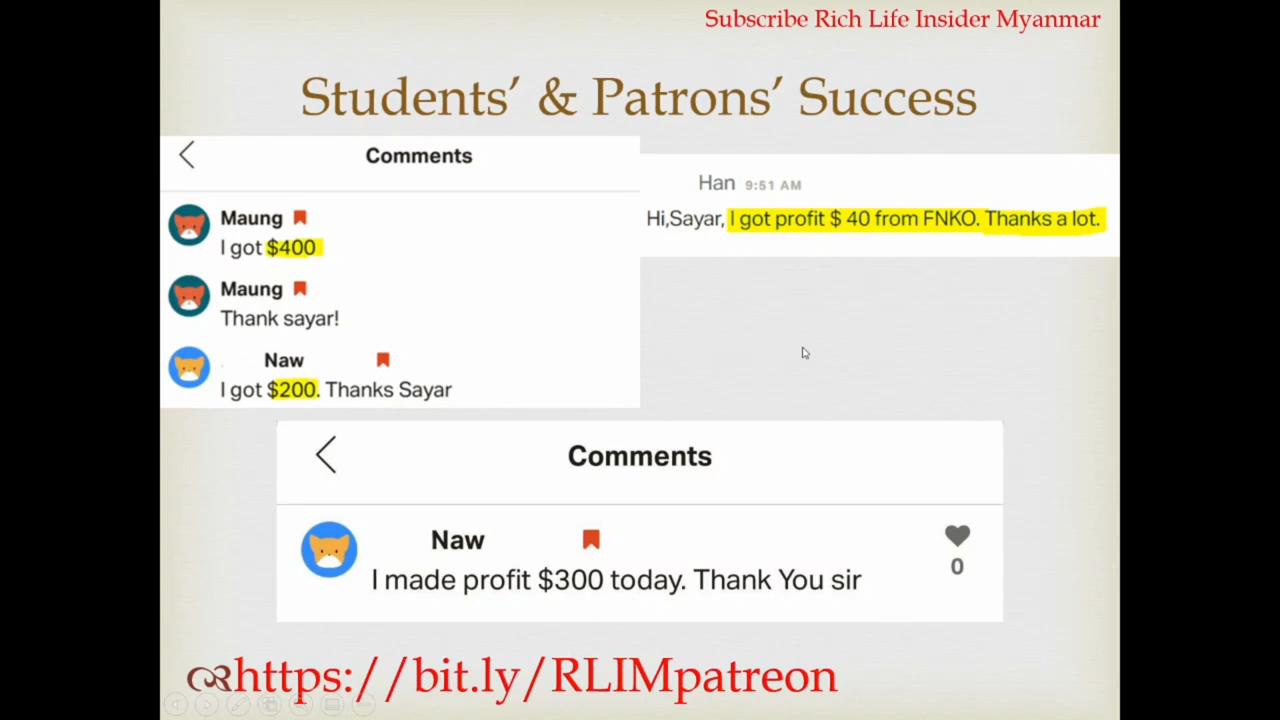 Subscribe Rich Life Insider Myanmar
Students’ & Patrons’ Success
Comments
Maung
I got $400
Maung
Thank sayar!
Naw
I got $200. Thanks Sayar
Han 9:51 AM
Hi,Sayar, I got profit $ 40 from FNKO. Thanks a lot.
Comments
Naw
I made profit $300 today. Thank You sir
0
https://bit.ly/RLIMpatreon